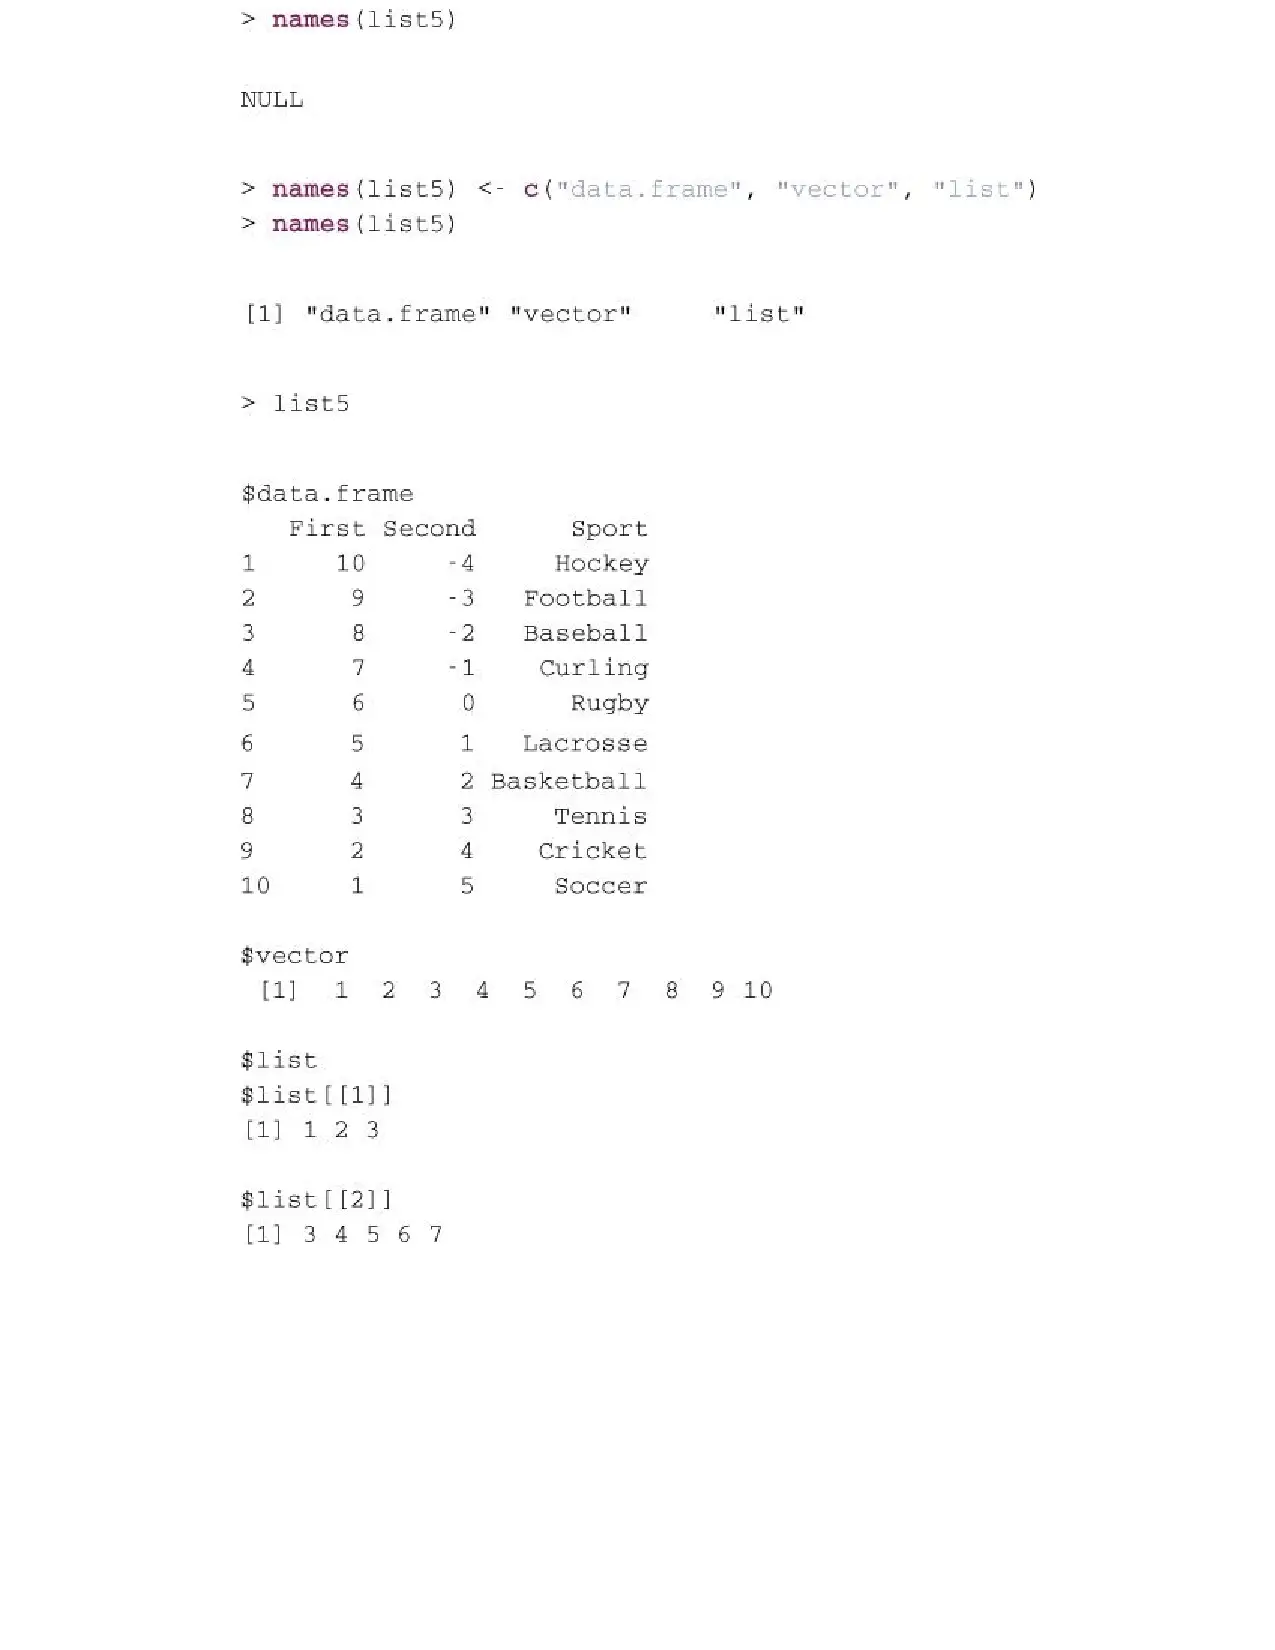 > names(list5)
NULL
> names(list5) <- c("data.frame", "vector", "list")
> names(list5)
[1] "data.frame" "vector"     "list"
> list5
$data.frame
   First Second      Sport
1     10     -4     Hockey
2      9     -3   Football
3      8     -2   Baseball
4      7     -1    Curling
5      6      0      Rugby
6      5      1   Lacrosse
7      4      2 Basketball
8      3      3     Tennis
9      2      4    Cricket
10     1      5     Soccer
$vector
 [1]  1  2  3  4  5  6  7  8  9 10
$list
$list[[1]]
[1] 1 2 3
$list[[2]]
[1] 3 4 5 6 7